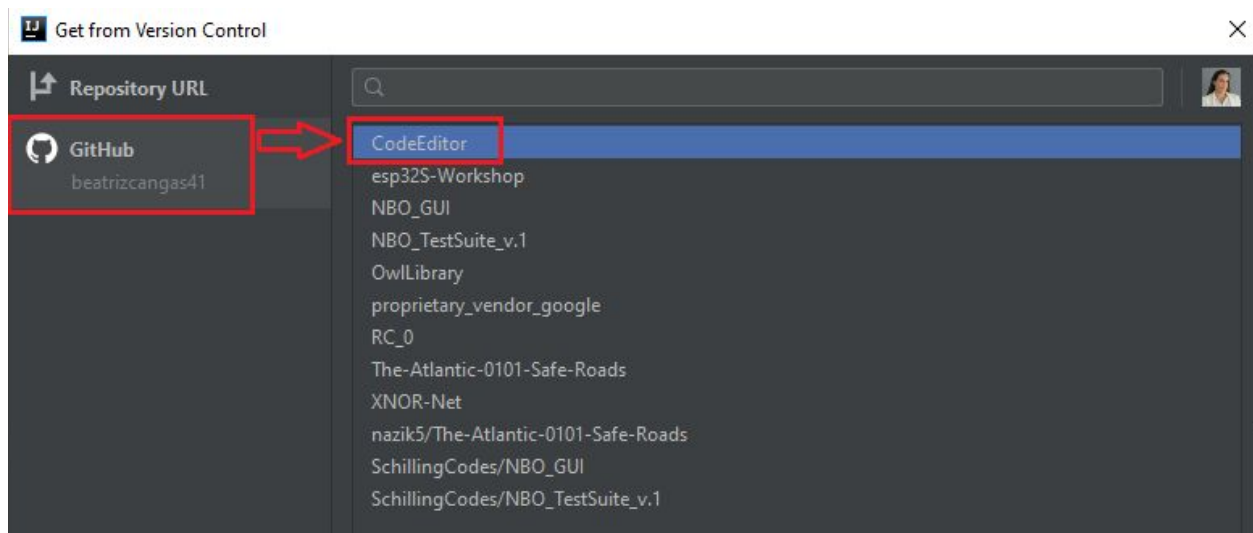 IJ Get from Version Control
Repository URL
GitHub
beatrizcangas41
CodeEditor
esp32S-Workshop
NBO_GUI
NBO_TestSuite_v.1
OwlLibrary
proprietary_vendor_google
RC_0
The-Atlantic-0101-Safe-Roads
XNOR-Net
nazik5/The-Atlantic-0101-Safe-Roads
SchillingCodes/NBO_GUI
SchillingCodes/NBO_TestSuite_v.1